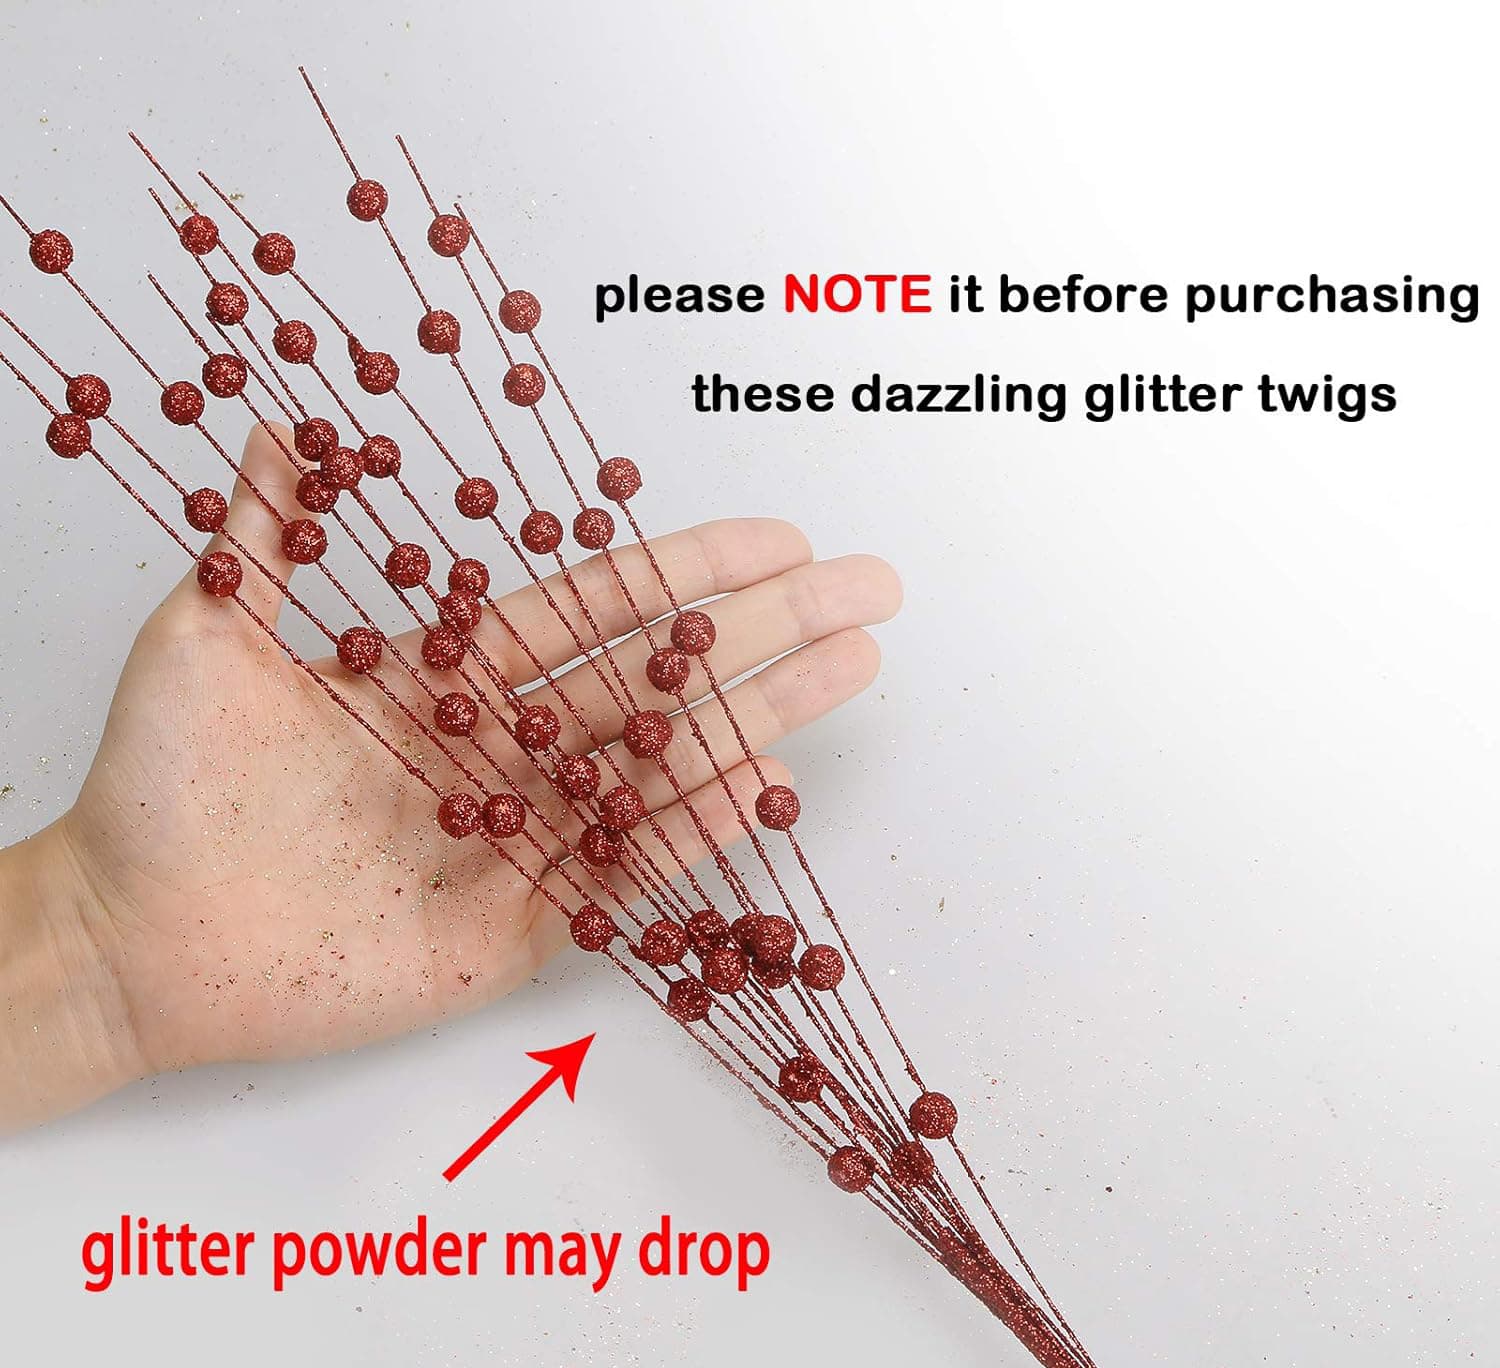 please NOTE it before purchasing
these dazzling glitter twigs
glitter powder may drop